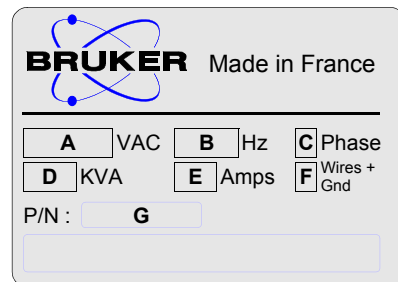 BRUKER Made in France
A VAC B Hz C Phase
D KVA E Amps F Wires + Gnd
P/N : G